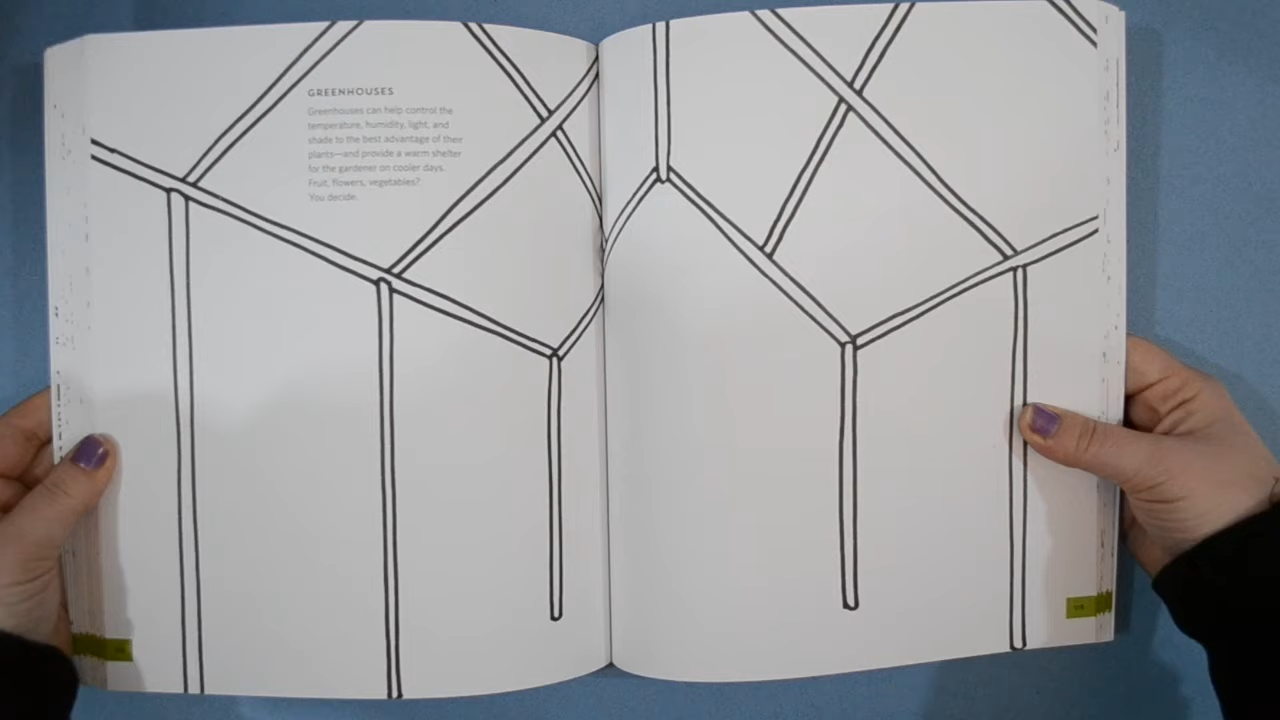 GREENHOUSES
Greenhouses can help control the
temperature, humidity, light, and
shade to the best advantage of their
plants—and provide a warm shelter
for the gardener on cooler days.
Fruit, flowers, vegetables?
You decide.